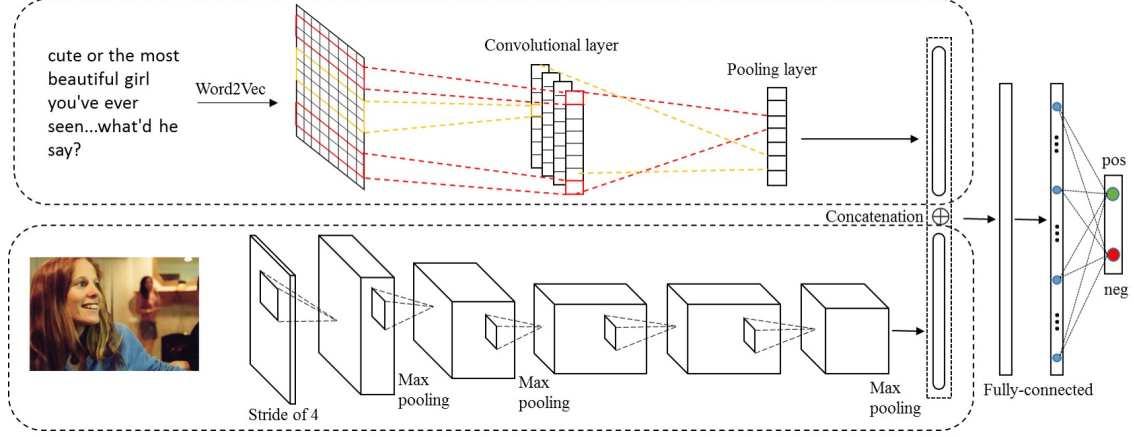 cute or the most
beautiful girl
you've ever
seen...what'd he
say?
Word2Vec
Convolutional layer
Pooling layer
Concatenation
pos
neg
Fully-connected
Stride of 4
Max
pooling
Max
pooling
Max
pooling